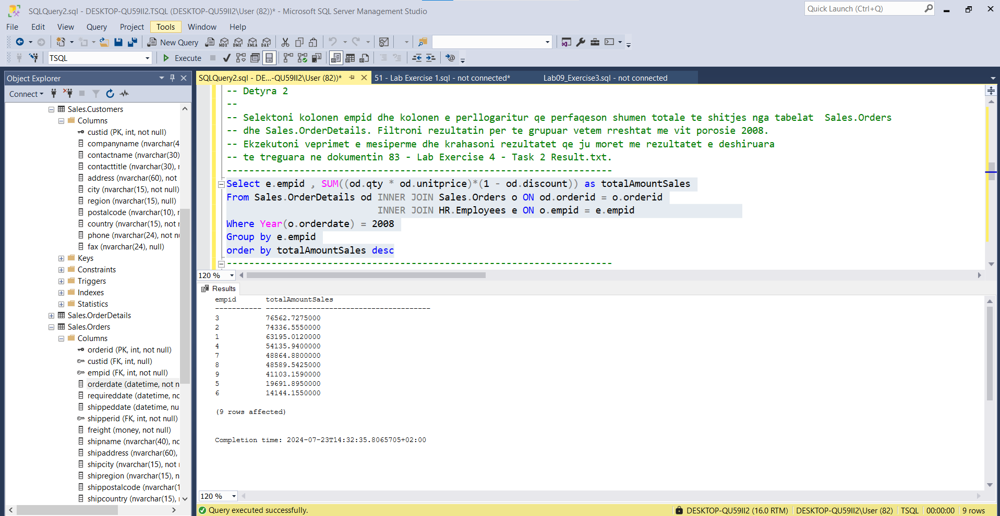 SQLQuery2.sql - DESKTOP-QU59II2.TSQL (DESKTOP-QU59II2\User (82))* - Microsoft SQL Server Management Studio
Quick Launch (Ctrl+Q)
File Edit View Query Project Tools Window Help
New Query MDX DMX XMLA DAX
TSQL Execute
Object Explorer
Connect
Sales.Customers
Columns
custid (PK, int, not null)
companyname (nvarchar(4
contactname (nvarchar(30)
contacttitle (nvarchar(30), r
address (nvarchar(60), not
city (nvarchar(15), not null)
region (nvarchar(15), null)
postalcode (nvarchar(10), r
country (nvarchar(15), not r
phone (nvarchar(24), not nu
fax (nvarchar(24), null)
Keys
Constraints
Triggers
Indexes
Statistics
Sales.OrderDetails
Sales.Orders
Columns
orderid (PK, int, not null)
custid (FK, int, null)
empid (FK, int, not null)
orderdate (datetime, not n
requireddate (datetime, nc
shippeddate (datetime, nu
shipperid (FK, int, not null)
freight (money, not null)
shipname (nvarchar(40), nc
shipaddress (nvarchar(60),
shipcity (nvarchar(15), not r
shipregion (nvarchar(15), n
shippostalcode (nvarchar(1
shipcountry (nvarchar(15), r
SQLQuery2.sql - DE...-QU59II2\User (82))* 51 - Lab Exercise 1.sql - not connected* Lab09_Exercise3.sql - not connected
-- Detyra 2
--
-- Selektoni kolonen empid dhe kolonen e perllogaritur qe perfaqeson shumen totale te shitjes nga tabelat  Sales.Orders
-- dhe Sales.OrderDetails. Filtroni rezultatin per te grupuar vetem rreshtat me vit porosie 2008.
-- Ekzekutoni veprimet e mesiperme dhe krahasoni rezultatet qe ju moret me rezultatet e deshiruara
-- te treguara ne dokumentin 83 - Lab Exercise 4 - Task 2 Result.txt.
---------------------------------------------------------------------
Select e.empid , SUM((od.qty * od.unitprice)*(1 - od.discount)) as totalAmountSales
From Sales.OrderDetails od INNER JOIN Sales.Orders o ON od.orderid = o.orderid
INNER JOIN HR.Employees e ON o.empid = e.empid
Where Year(o.orderdate) = 2008
Group by e.empid
order by totalAmountSales desc
---------------------------------------------------------------------
120 %
Results
empid totalAmountSales
----------- ---------------------------------------
3 76562.7275000
2 74336.5550000
1 63195.0120000
4 54135.9400000
7 48864.8800000
8 48589.5425000
9 41103.1590000
5 19691.8950000
6 14144.1550000
(9 rows affected)
Completion time: 2024-07-23T14:32:35.8065705+02:00
120 %
Query executed successfully. DESKTOP-QU59II2 (16.0 RTM) DESKTOP-QU59II2\User (82) TSQL 00:00:00 9 rows